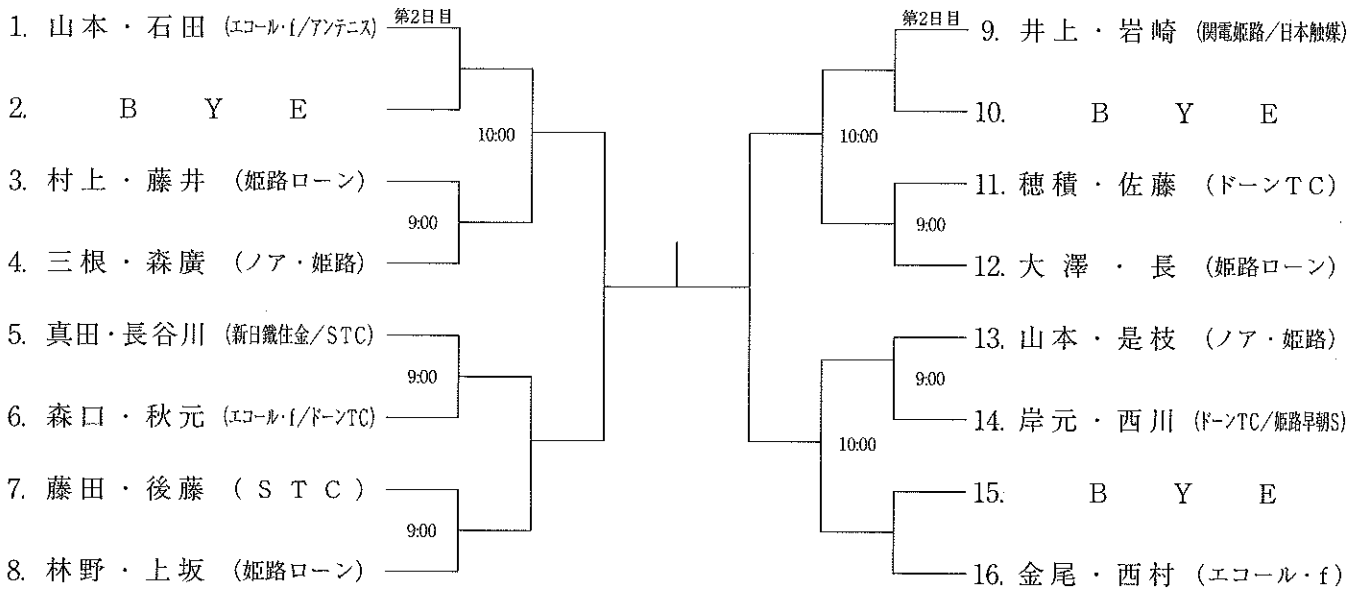 第2日目
1. 山本・石田 (エコール・f/アンテニス)
2. BYE
10:00
3. 村上・藤井 (姫路ローン)
9:00
4. 三根・森廣 (ノア・姫路)
5. 真田・長谷川 (新日鐵住金/STC)
9:00
6. 森口・秋元 (エコール・f/ドーンTC)
7. 藤田・後藤 (STC)
9:00
8. 林野・上坂 (姫路ローン)
第2日目
9. 井上・岩崎 (関電姫路/日本触媒)
10. BYE
10:00
11. 穂積・佐藤 (ドーンTC)
9:00
12. 大澤・長 (姫路ローン)
13. 山本・是枝 (ノア・姫路)
9:00
14. 岸元・西川 (ドーンTC/姫路早朝S)
10:00
15. BYE
16. 金尾・西村 (エコール・f)